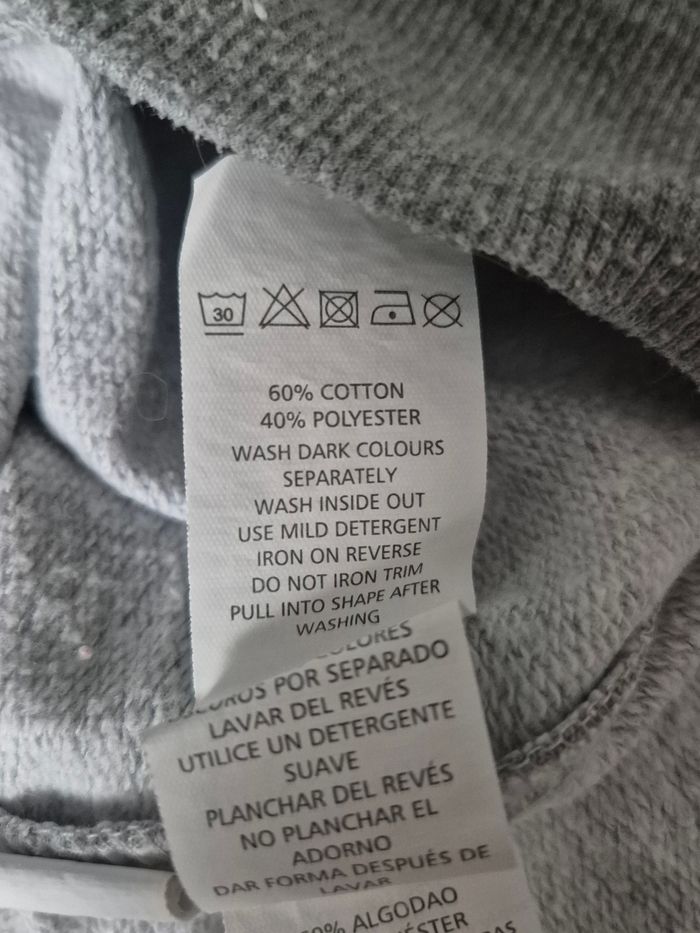 30
60% COTTON
40% POLYESTER
WASH DARK COLOURS
SEPARATELY
WASH INSIDE OUT
USE MILD DETERGENT
IRON ON REVERSE
DO NOT IRON TRIM
PULL INTO SHAPE AFTER
WASHING
POR SEPARADO
LAVAR DEL REVÉS
UTILICE UN DETERGENTE
SUAVE
PLANCHAR DEL REVÉS
NO PLANCHAR EL
ADORNO
DAR FORMA DESPUÉS DE
LAVAR
ALGODAO